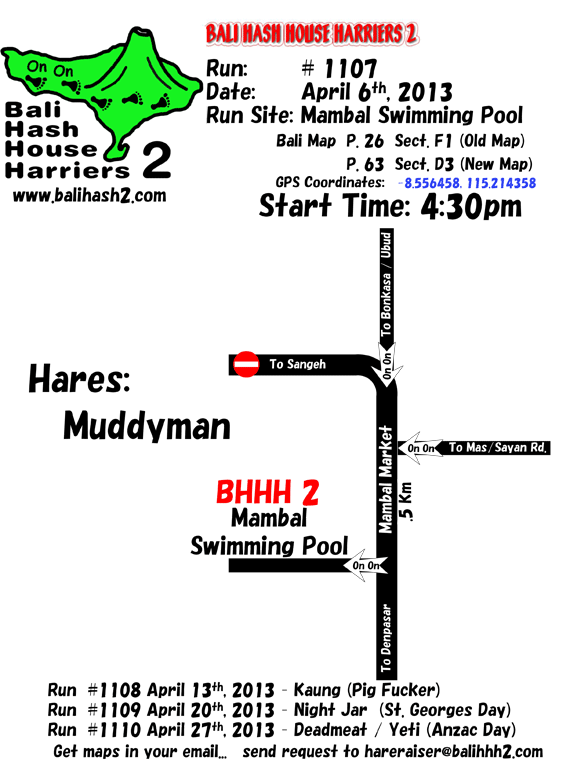 BALI HASH HOUSE HARRIERS 2
On On
Bali
Hash
House
Harriers 2
www.balihash2.com
Run: # 1107
Date: April 6th, 2013
Run Site: Mambal Swimming Pool
Bali Map P. 26 Sect. F1 (Old Map)
P. 63 Sect. D3 (New Map)
GPS Coordinates: -8.556458, 115.214358
Start Time: 4:30pm
To Bonkasa / Ubud
On On
To Sangeh
Hares:
Muddyman
Mambal Market
On On To Mas/Sayan Rd.
.5 Km
BHHH 2
Mambal
Swimming Pool
On On
To Denpasar
Run #1108 April 13th, 2013 - Kaung (Pig Fucker)
Run #1109 April 20th, 2013 - Night Jar (St. Georges Day)
Run #1110 April 27th, 2013 - Deadmeat / Yeti (Anzac Day)
Get maps in your email... send request to hareraiser@balihhh2.com